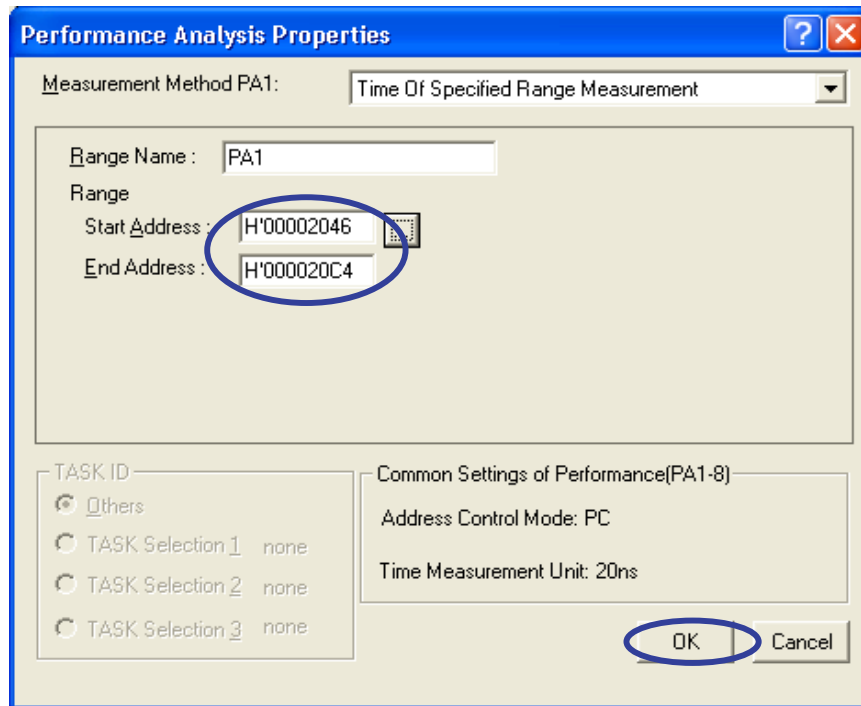 Performance Analysis Properties
Measurement Method PA1: Time Of Specified Range Measurement
Range Name : PA1
Range
Start Address : H'00002046 ...
End Address : H'000020C4
TASK ID
Others
TASK Selection 1 none
TASK Selection 2 none
TASK Selection 3 none
Common Settings of Performance(PA1-8)
Address Control Mode: PC
Time Measurement Unit: 20ns
OK Cancel